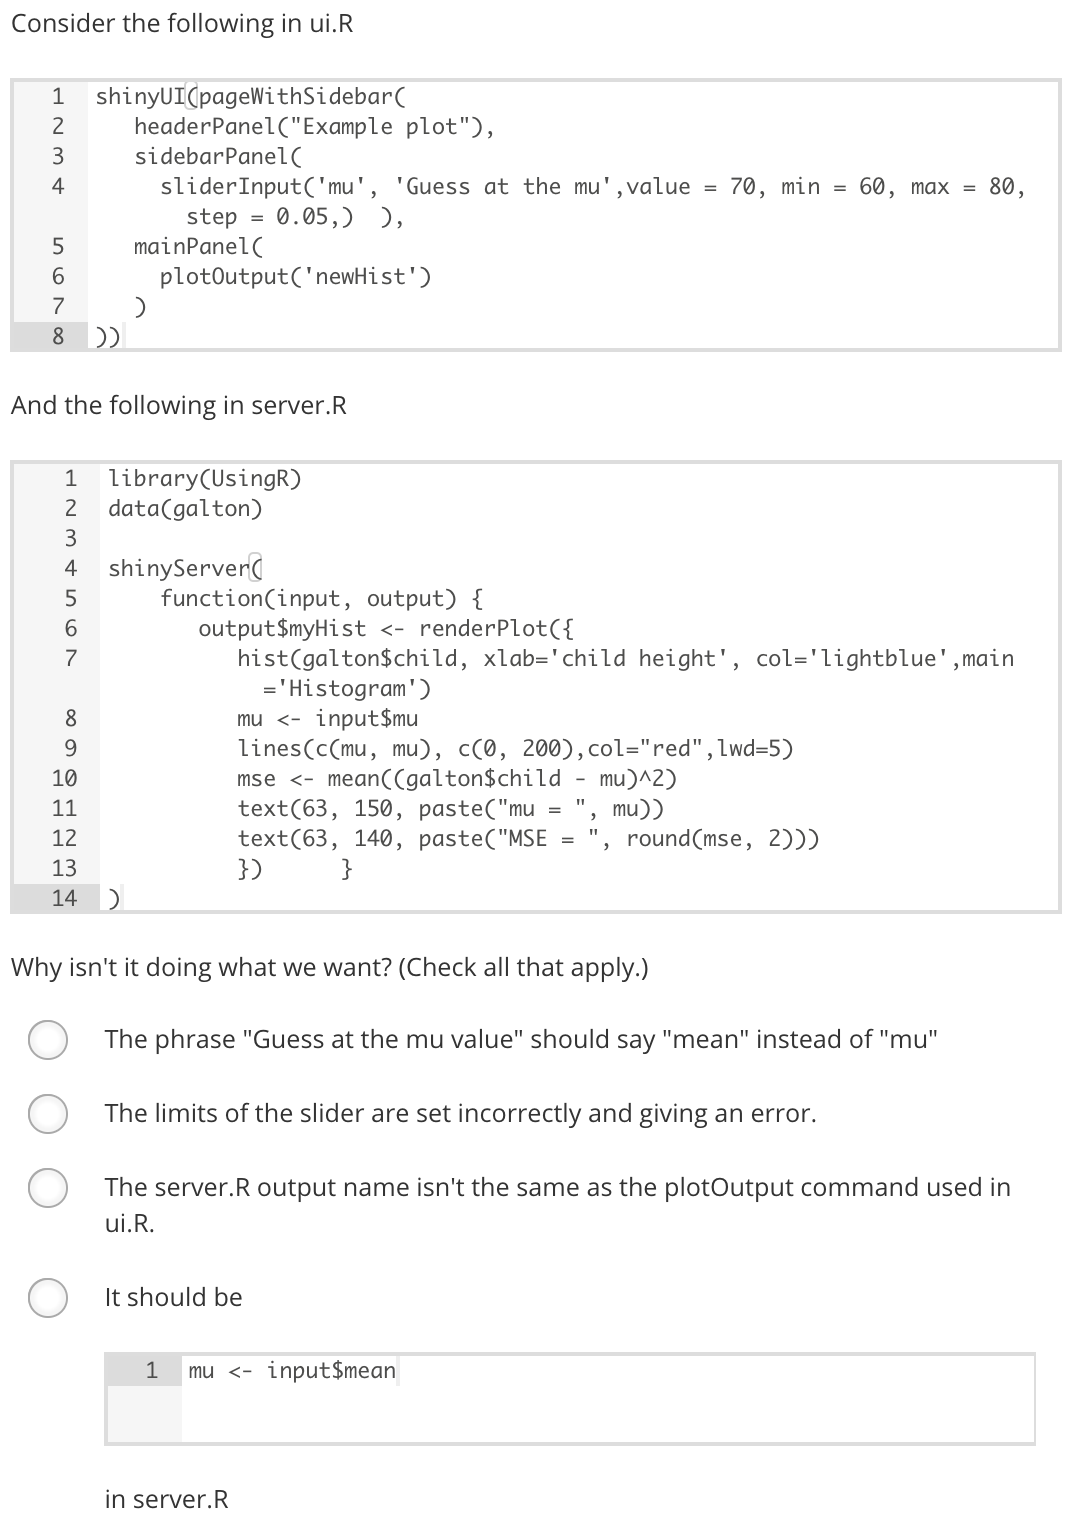 Consider the following in ui.R
1 shinyUI(pageWithSidebar(
2 headerPanel("Example plot"),
3 sidebarPanel(
4 sliderInput('mu', 'Guess at the mu',value = 70, min = 60, max = 80,
step = 0.05,) ),
5 mainPanel(
6 plotOutput('newHist')
7 )
8 ))
And the following in server.R
1 library(UsingR)
2 data(galton)
3
4 shinyServer(
5 function(input, output) {
6 output$myHist <- renderPlot({
7 hist(galton$child, xlab='child height', col='lightblue',main
='Histogram')
8 mu <- input$mu
9 lines(c(mu, mu), c(0, 200),col="red",lwd=5)
10 mse <- mean((galton$child - mu)^2)
11 text(63, 150, paste("mu = ", mu))
12 text(63, 140, paste("MSE = ", round(mse, 2)))
13 }) }
14 )
Why isn't it doing what we want? (Check all that apply.)
The phrase "Guess at the mu value" should say "mean" instead of "mu"
The limits of the slider are set incorrectly and giving an error.
The server.R output name isn't the same as the plotOutput command used in
ui.R.
It should be
1 mu <- input$mean
in server.R